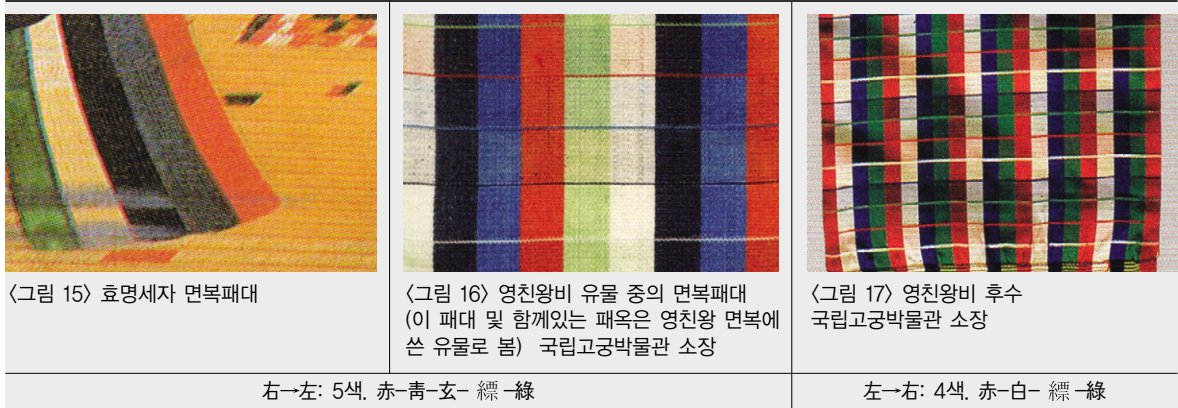 〈그림 15〉 효명세자 면복패대
〈그림 16〉 영친왕비 유물 중의 면복패대
(이 패대 및 함께있는 패옥은 영친왕 면복에
쓴 유물로 봄) 국립고궁박물관 소장
〈그림 17〉 영친왕비 후수
국립고궁박물관 소장
右→左: 5색. 赤-靑-玄- 縹 -綠
左→右: 4색. 赤-白- 縹 -綠